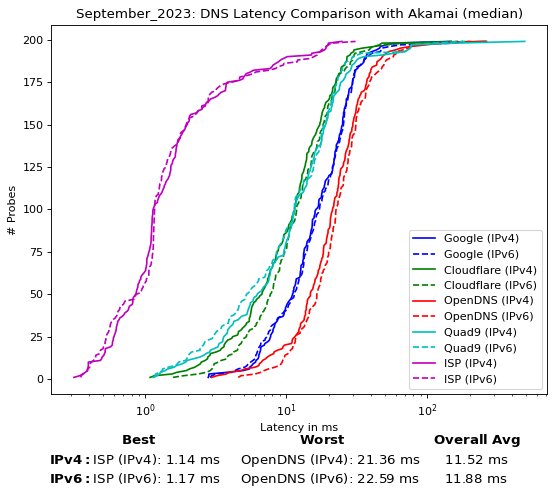 September_2023: DNS Latency Comparison with Akamai (median)
200
175
150
125
100
75
50
25
0
# Probes
Google (IPv4)
Google (IPv6)
Cloudflare (IPv4)
Cloudflare (IPv6)
OpenDNS (IPv4)
OpenDNS (IPv6)
Quad9 (IPv4)
Quad9 (IPv6)
ISP (IPv4)
ISP (IPv6)
10⁰ 10¹ 10²
Latency in ms
Best Worst Overall Avg
IPv4: ISP (IPv4): 1.14 ms OpenDNS (IPv4): 21.36 ms 11.52 ms
IPv6: ISP (IPv6): 1.17 ms OpenDNS (IPv6): 22.59 ms 11.88 ms